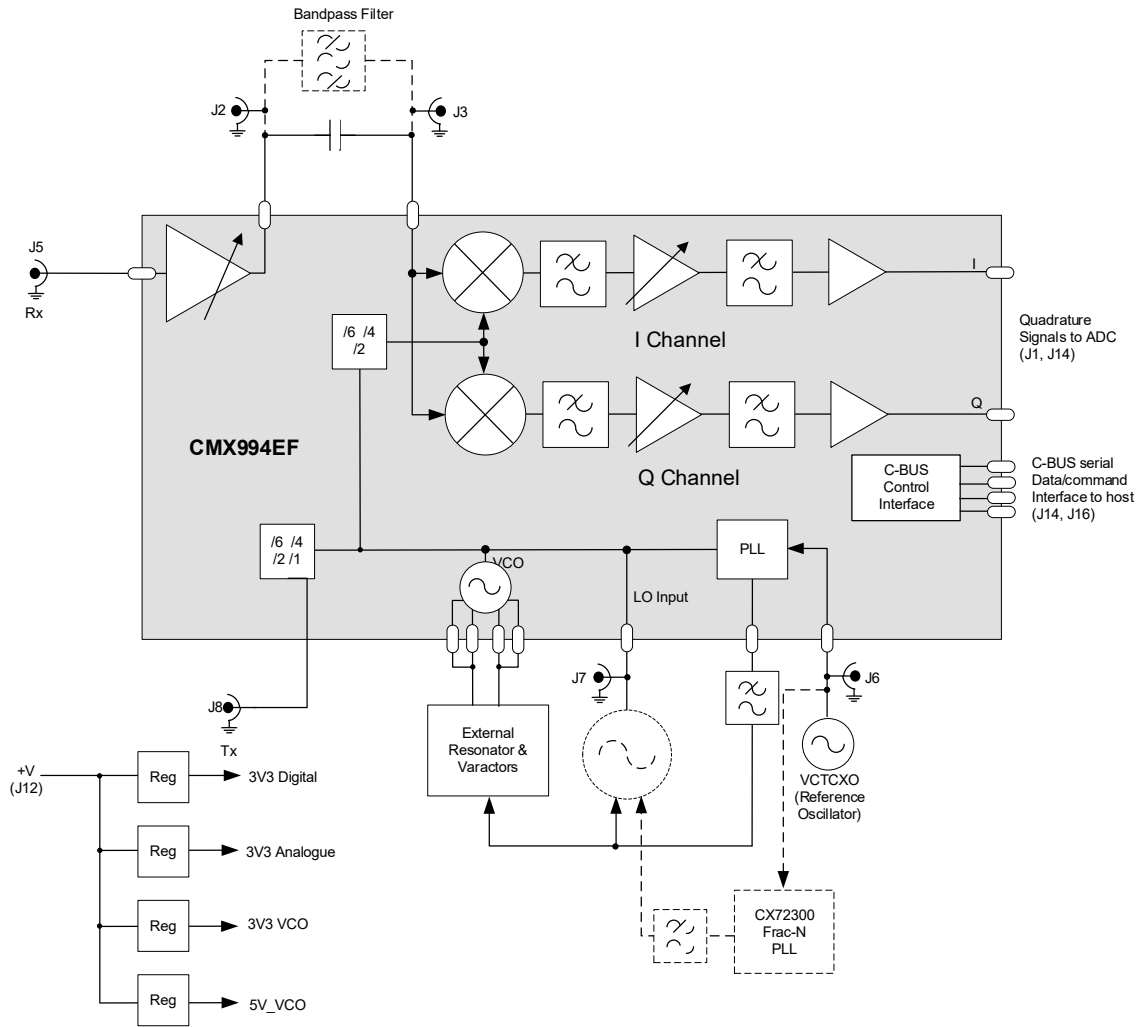 Bandpass Filter
J2
J3
J5
Rx
/6 /4
/2
I Channel
I
Quadrature
Signals to ADC
(J1, J14)
Q
CMX994EF
Q Channel
C-BUS
Control
Interface
C-BUS serial
Data/command
Interface to host
(J14, J16)
/6 /4
/2 /1
VCO
PLL
LO Input
J7
J6
J8
Tx
External
Resonator &
Varactors
VCTCXO
(Reference
Oscillator)
+V
(J12)
Reg
3V3 Digital
Reg
3V3 Analogue
Reg
3V3 VCO
Reg
5V_VCO
CX72300
Frac-N
PLL